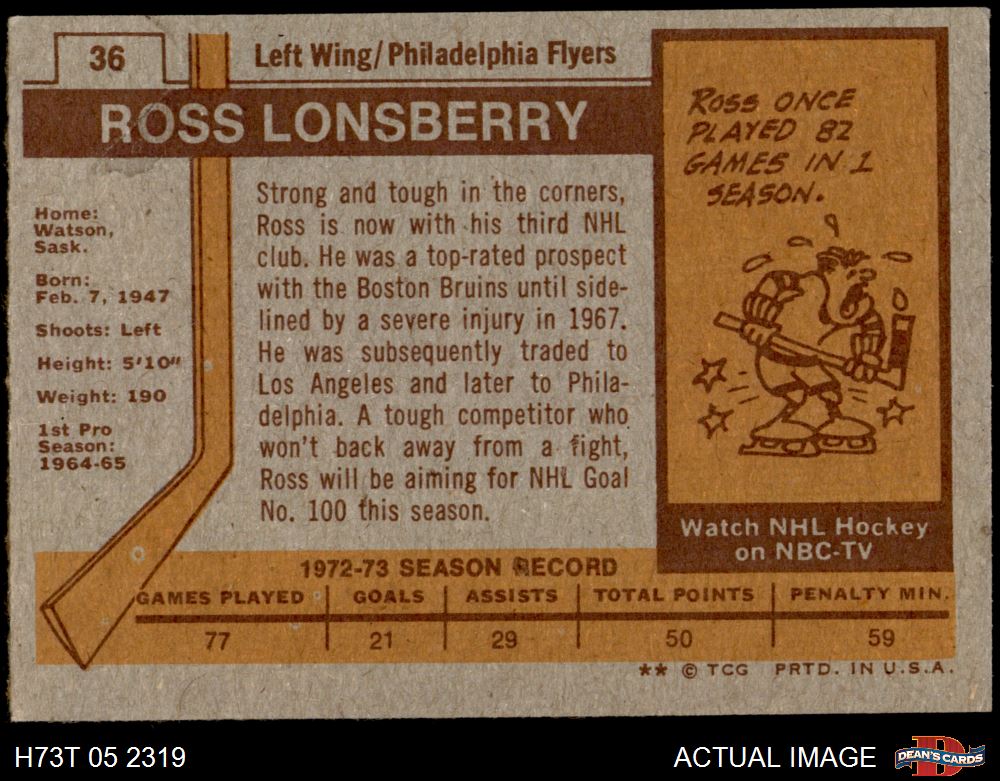 36
Left Wing/Philadelphia Flyers
ROSS LONSBERRY
Home:
Watson,
Sask.
Born:
Feb. 7, 1947
Shoots: Left
Height: 5'10"
Weight: 190
1st Pro
Season:
1964-65
Strong and tough in the corners,
Ross is now with his third NHL
club. He was a top-rated prospect
with the Boston Bruins until side-
lined by a severe injury in 1967.
He was subsequently traded to
Los Angeles and later to Phila-
delphia. A tough competitor who
won't back away from a fight,
Ross will be aiming for NHL Goal
No. 100 this season.
ROSS ONCE
PLAYED 82
GAMES IN 1
SEASON.
Watch NHL Hockey
on NBC-TV
1972-73 SEASON RECORD
GAMES PLAYED GOALS ASSISTS TOTAL POINTS PENALTY MIN.
77 21 29 50 59
** © TCG PRTD. IN U.S.A.
H73T 05 2319 ACTUAL IMAGE DEAN'S CARDS